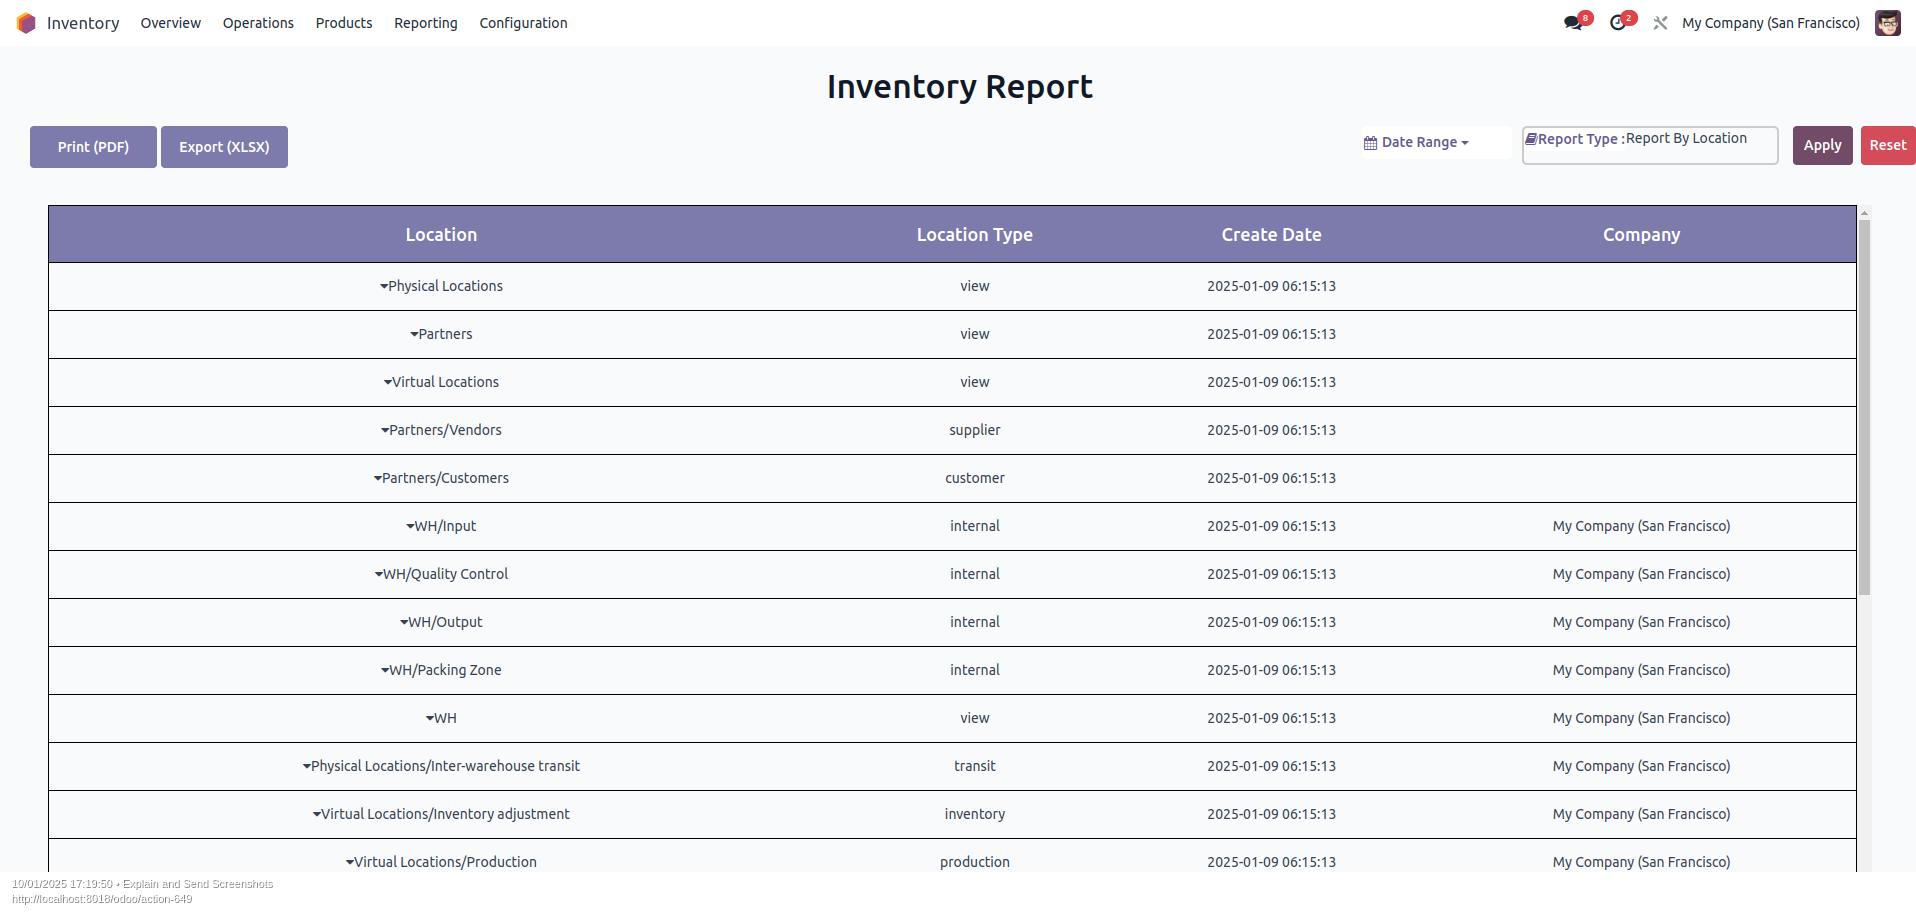 Inventory Overview Operations Products Reporting Configuration 8 2 My Company (San Francisco)
Inventory Report
Print (PDF) Export (XLSX) Date Range Report Type : Report By Location Apply Reset
Location Location Type Create Date Company
Physical Locations view 2025-01-09 06:15:13
Partners view 2025-01-09 06:15:13
Virtual Locations view 2025-01-09 06:15:13
Partners/Vendors supplier 2025-01-09 06:15:13
Partners/Customers customer 2025-01-09 06:15:13
WH/Input internal 2025-01-09 06:15:13 My Company (San Francisco)
WH/Quality Control internal 2025-01-09 06:15:13 My Company (San Francisco)
WH/Output internal 2025-01-09 06:15:13 My Company (San Francisco)
WH/Packing Zone internal 2025-01-09 06:15:13 My Company (San Francisco)
WH view 2025-01-09 06:15:13 My Company (San Francisco)
Physical Locations/Inter-warehouse transit transit 2025-01-09 06:15:13 My Company (San Francisco)
Virtual Locations/Inventory adjustment inventory 2025-01-09 06:15:13 My Company (San Francisco)
Virtual Locations/Production production 2025-01-09 06:15:13 My Company (San Francisco)
10/01/2025 17:19:50 • Explain and Send Screenshots
http://localhost:8018/odoo/action-649